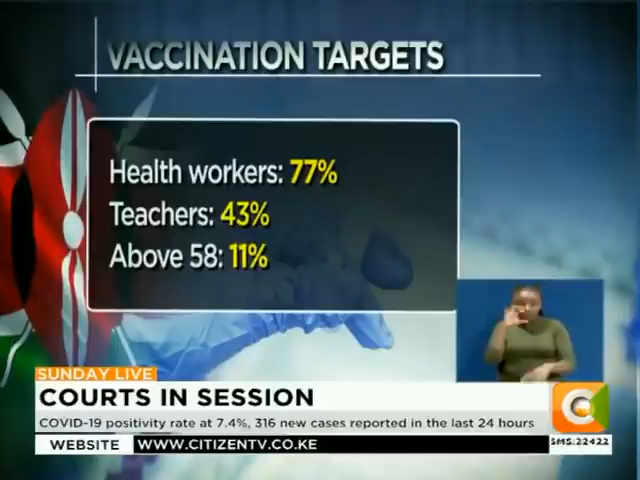 VACCINATION TARGETS
Health workers: 77%
Teachers: 43%
Above 58: 11%
SUNDAY LIVE
COURTS IN SESSION
COVID-19 positivity rate at 7.4%, 316 new cases reported in the last 24 hours
WEBSITE WWW.CITIZENTV.CO.KE
SMS:22422